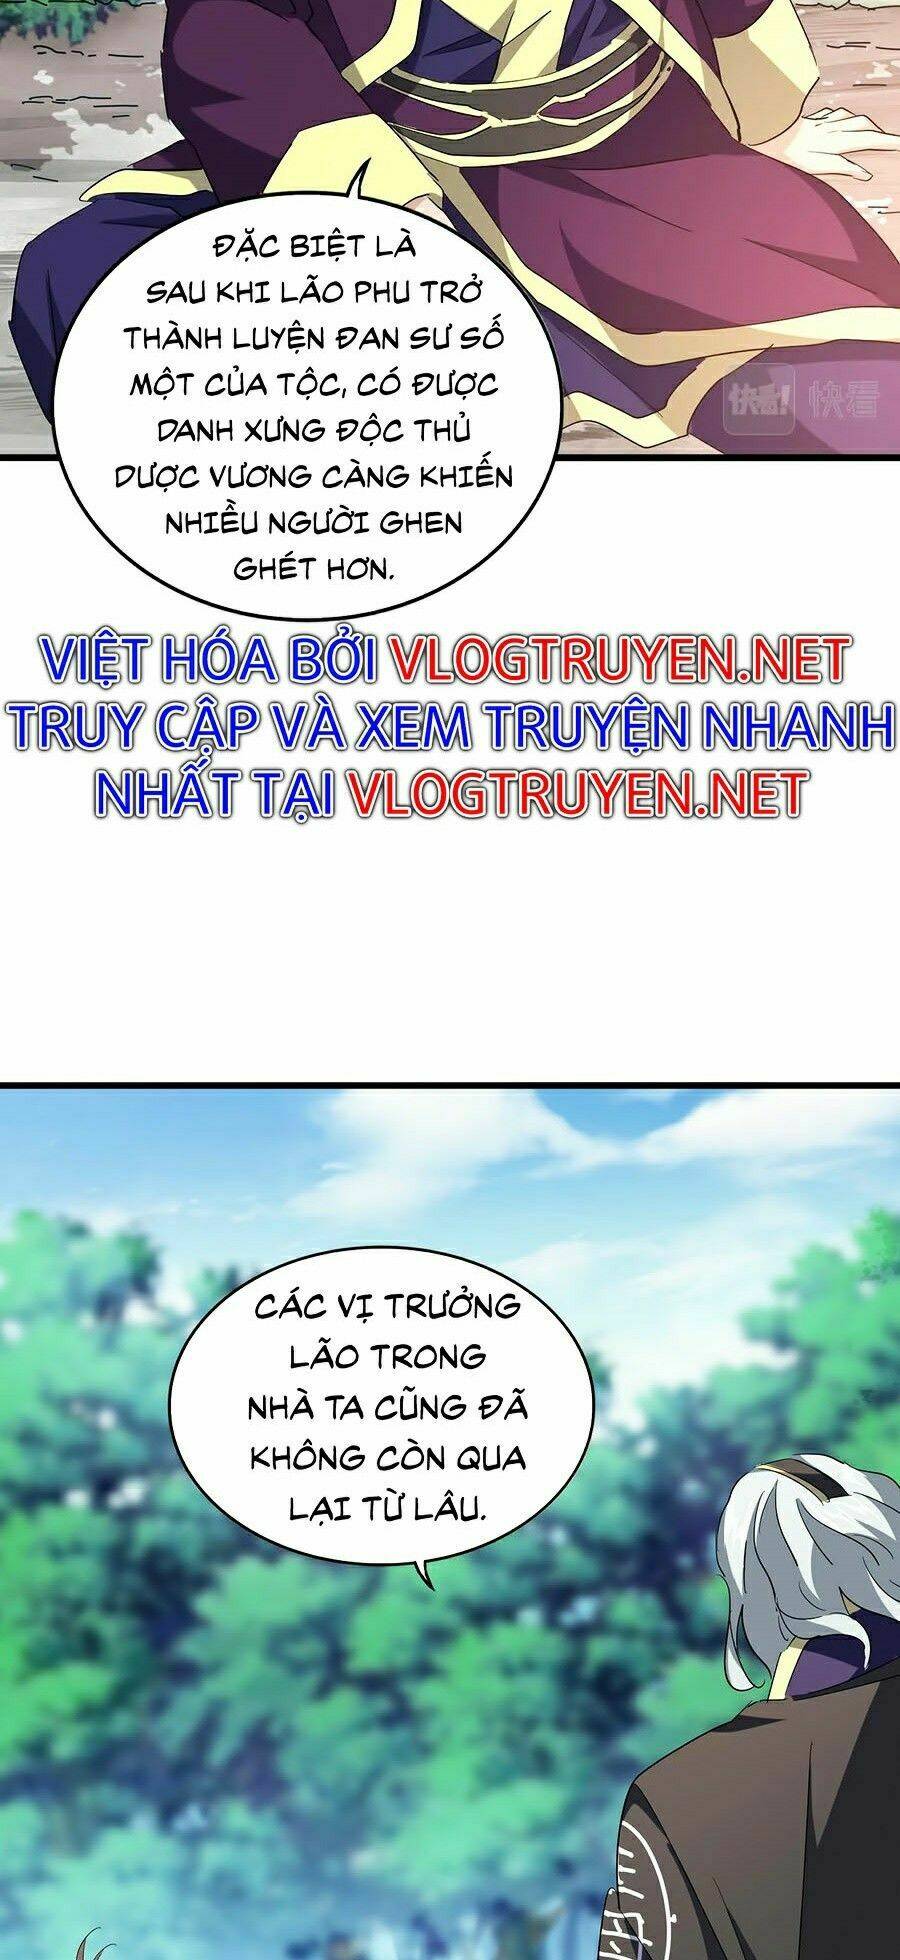 ĐẶC BIỆT LÀ
SAU KHI LÃO PHU TRỞ
THÀNH LUYỆN ĐAN SƯ SỐ
MỘT CỦA TỘC, CÓ ĐƯỢC
DANH XƯNG ĐỘC THỦ
DƯỢC VƯƠNG CÀNG KHIẾN
NHIỀU NGƯỜI GHEN
GHÉT HƠN.
快看! 快看
VIỆT HÓA BỞI VLOGTRUYEN.NET
TRUY CẬP VÀ XEM TRUYỆN NHANH
NHẤT TẠI VLOGTRUYEN.NET
CÁC VỊ TRƯỞNG
LÃO TRONG
NHÀ TA CŨNG ĐÃ
KHÔNG CÒN QUA
LẠI TỪ LÂU.